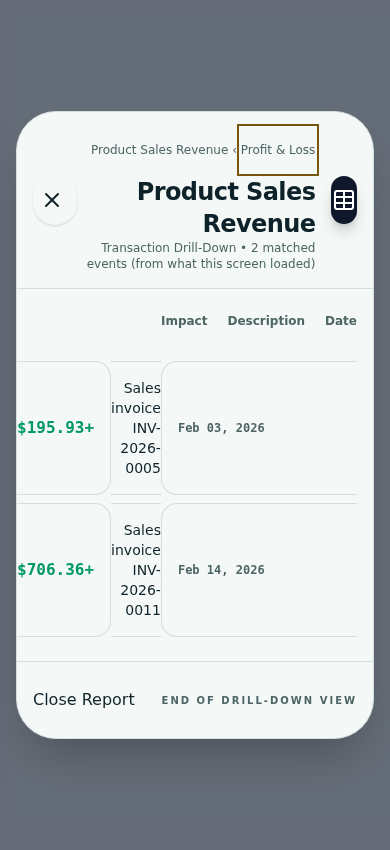 Product Sales Revenue ‹ Profit & Loss
Product Sales
Revenue
Transaction Drill-Down • 2 matched
events (from what this screen loaded)
Impact Description Date
$195.93+ Sales invoice INV-2026-0005 Feb 03, 2026
$706.36+ Sales invoice INV-2026-0011 Feb 14, 2026
Close Report END OF DRILL-DOWN VIEW